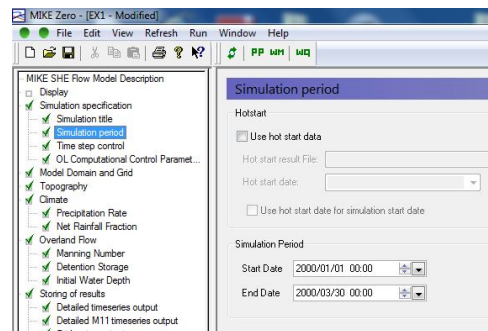 MIKE Zero - [EX1 - Modified]
File Edit View Refresh Run Window Help
PP WM WQ
MIKE SHE Flow Model Description
Display
Simulation specification
Simulation title
Simulation period
Time step control
OL Computational Control Paramet...
Model Domain and Grid
Topography
Climate
Precipitation Rate
Net Rainfall Fraction
Overland Flow
Manning Number
Detention Storage
Initial Water Depth
Storing of results
Detailed timeseries output
Detailed M11 timeseries output
Simulation period
Hotstart
Use hot start data
Hot start result File:
Hot start date:
Use hot start date for simulation start date
Simulation Period
Start Date 2000/01/01 00:00
End Date 2000/03/30 00:00